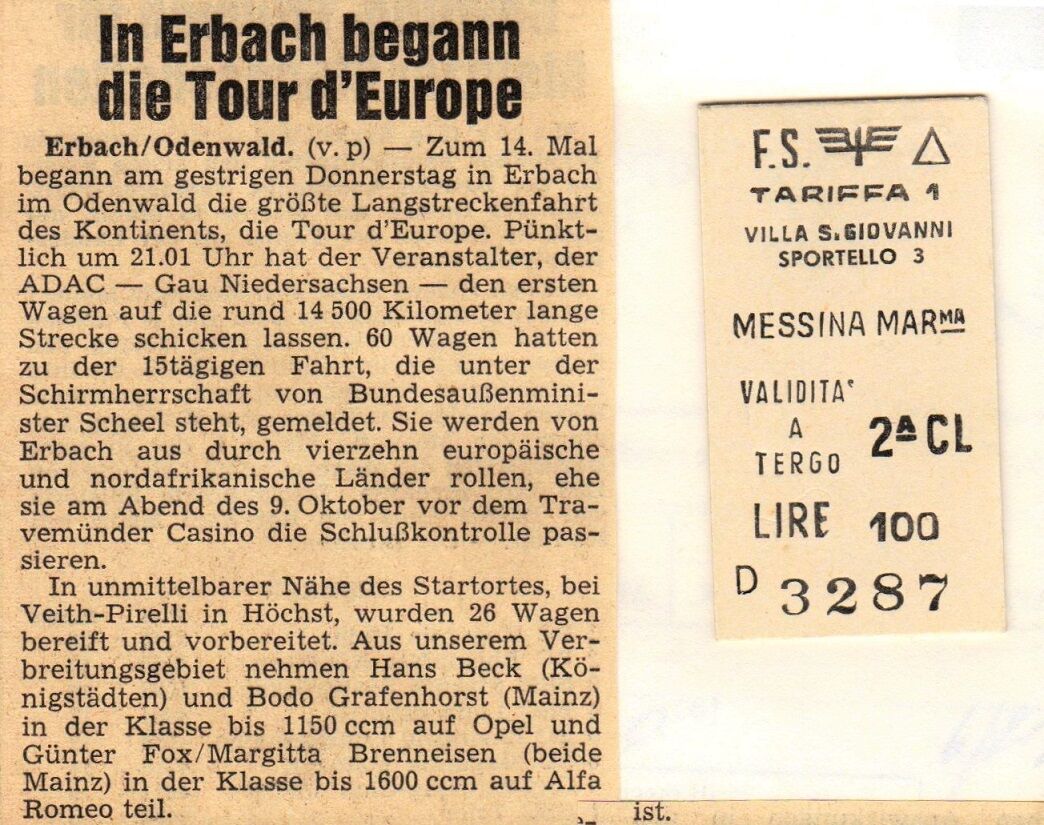 In Erbach begann
die Tour d'Europe
Erbach/Odenwald. (v. p) — Zum 14. Mal
begann am gestrigen Donnerstag in Erbach
im Odenwald die größte Langstreckenfahrt
des Kontinents, die Tour d'Europe. Pünkt-
lich um 21.01 Uhr hat der Veranstalter, der
ADAC — Gau Niedersachsen — den ersten
Wagen auf die rund 14 500 Kilometer lange
Strecke schicken lassen. 60 Wagen hatten
zu der 15tägigen Fahrt, die unter der
Schirmherrschaft von Bundesaußenmini-
ster Scheel steht, gemeldet. Sie werden von
Erbach aus durch vierzehn europäische
und nordafrikanische Länder rollen, ehe
sie am Abend des 9. Oktober vor dem Tra-
vemünder Casino die Schlußkontrolle pas-
sieren.
In unmittelbarer Nähe des Startortes, bei
Veith-Pirelli in Höchst, wurden 26 Wagen
bereift und vorbereitet. Aus unserem Ver-
breitungsgebiet nehmen Hans Beck (Kö-
nigstädten) und Bodo Grafenhorst (Mainz)
in der Klasse bis 1150 ccm auf Opel und
Günter Fox/Margitta Brenneisen (beide
Mainz) in der Klasse bis 1600 ccm auf Alfa
Romeo teil.
ist.
F.S.
TARIFFA 1
VILLA S. GIOVANNI
SPORTELLO 3
MESSINA MARMA
VALIDITA'
A
TERGO
2A CL
LIRE 100
D 3287